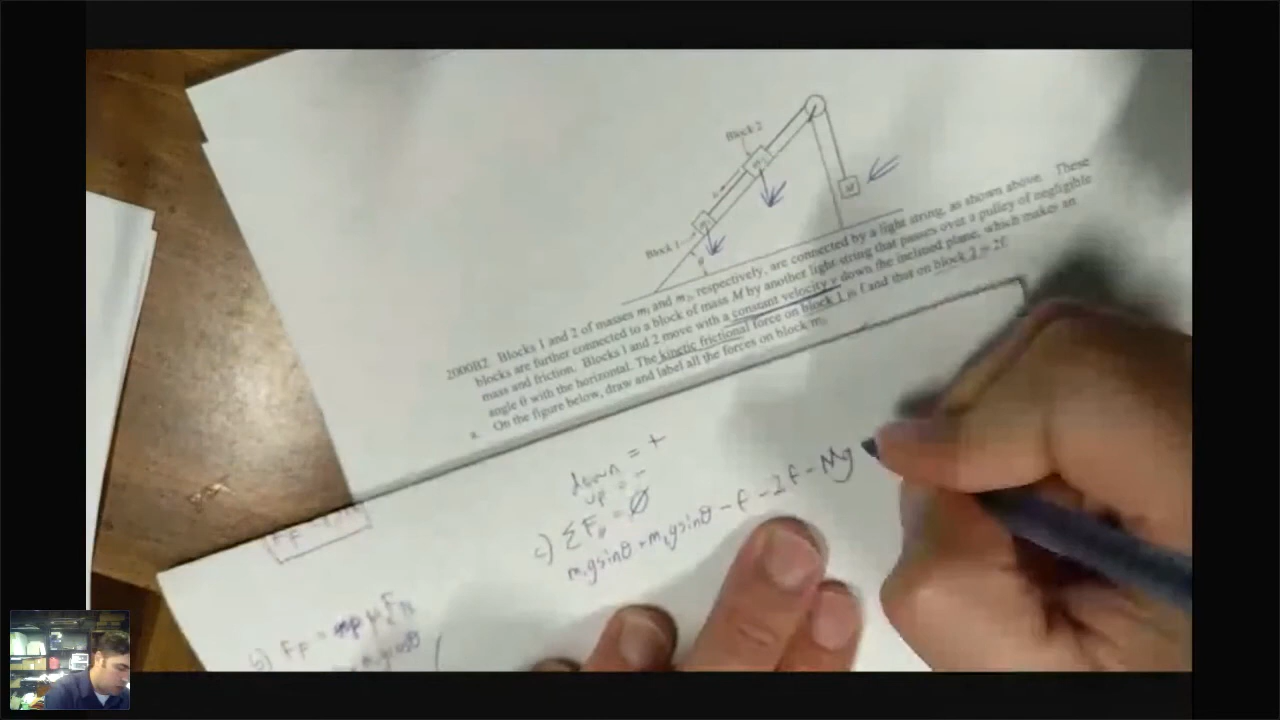 Block 2
m₂
M
m₁
Block 1
θ
2000B2. Blocks 1 and 2 of masses m₁ and m₂, respectively, are connected by a light string, as shown above. These
blocks are further connected to a block of mass M by another light string that passes over a pulley of negligible
mass and friction. Blocks 1 and 2 move with a constant velocity v down the inclined plane, which makes an
angle θ with the horizontal. The kinetic frictional force on block 1 is f and that on block 2 is 2f.
a. On the figure below, draw and label all the forces on block m₁.
down = +
up = -
c) ΣF∥ = ∅
m₁gsinθ + m₂gsinθ - f - 2f - Mg
b) FF = μFN